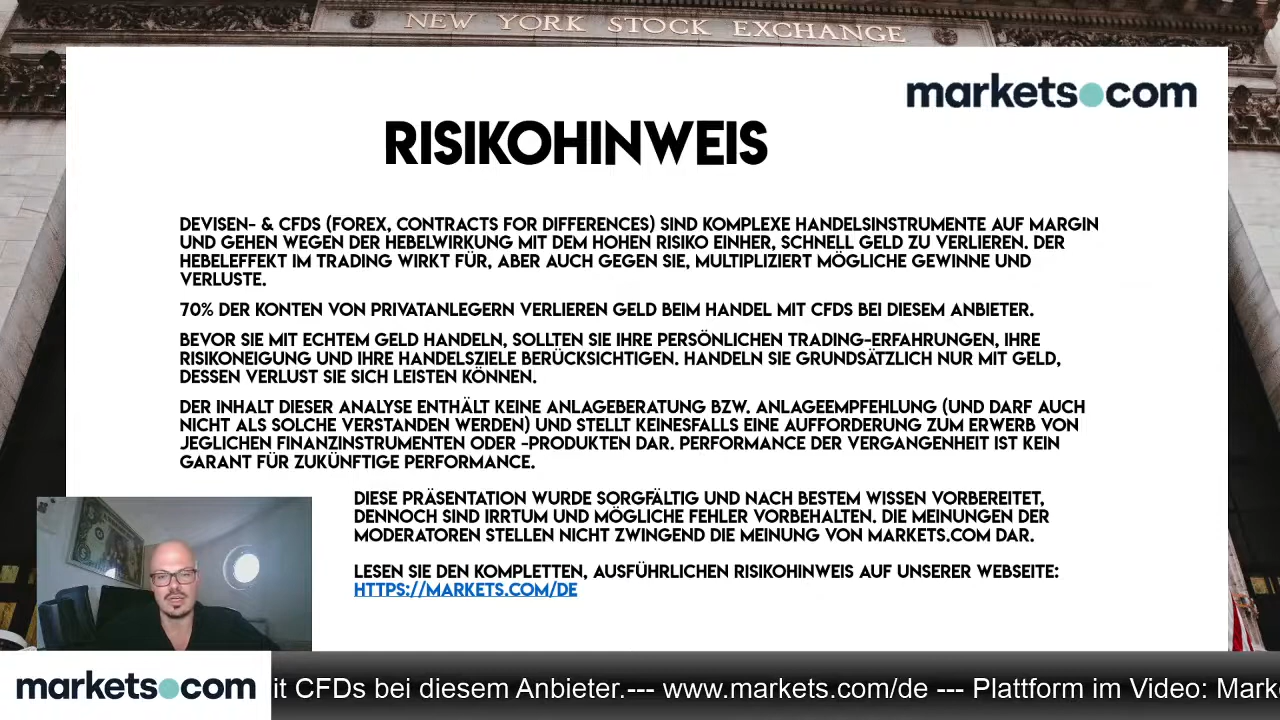 NEW YORK STOCK EXCHANGE
markets.com
RISIKOHINWEIS
DEVISEN- & CFDS (FOREX, CONTRACTS FOR DIFFERENCES) SIND KOMPLEXE HANDELSINSTRUMENTE AUF MARGIN
UND GEHEN WEGEN DER HEBELWIRKUNG MIT DEM HOHEN RISIKO EINHER, SCHNELL GELD ZU VERLIEREN. DER
HEBELEFFEKT IM TRADING WIRKT FÜR, ABER AUCH GEGEN SIE, MULTIPLIZIERT MÖGLICHE GEWINNE UND
VERLUSTE.
70% DER KONTEN VON PRIVATANLEGERN VERLIEREN GELD BEIM HANDEL MIT CFDS BEI DIESEM ANBIETER.
BEVOR SIE MIT ECHTEM GELD HANDELN, SOLLTEN SIE IHRE PERSÖNLICHEN TRADING-ERFAHRUNGEN, IHRE
RISIKONEIGUNG UND IHRE HANDELSZIELE BERÜCKSICHTIGEN. HANDELN SIE GRUNDSÄTZLICH NUR MIT GELD,
DESSEN VERLUST SIE SICH LEISTEN KÖNNEN.
DER INHALT DIESER ANALYSE ENTHÄLT KEINE ANLAGEBERATUNG BZW. ANLAGEEMPFEHLUNG (UND DARF AUCH
NICHT ALS SOLCHE VERSTANDEN WERDEN) UND STELLT KEINESFALLS EINE AUFFORDERUNG ZUM ERWERB VON
JEGLICHEN FINANZINSTRUMENTEN ODER -PRODUKTEN DAR. PERFORMANCE DER VERGANGENHEIT IST KEIN
GARANT FÜR ZUKÜNFTIGE PERFORMANCE.
DIESE PRÄSENTATION WURDE SORGFÄLTIG UND NACH BESTEM WISSEN VORBEREITET,
DENNOCH SIND IRRTUM UND MÖGLICHE FEHLER VORBEHALTEN. DIE MEINUNGEN DER
MODERATOREN STELLEN NICHT ZWINGEND DIE MEINUNG VON MARKETS.COM DAR.
LESEN SIE DEN KOMPLETTEN, AUSFÜHRLICHEN RISIKOHINWEIS AUF UNSERER WEBSEITE:
HTTPS://MARKETS.COM/DE
markets.com
it CFDs bei diesem Anbieter.--- www.markets.com/de --- Plattform im Video: Mark